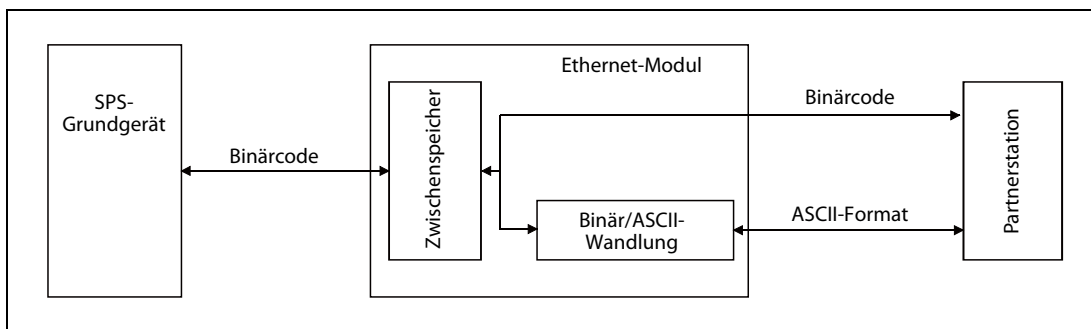 SPS-
Grundgerät
Binärcode
Ethernet-Modul
Zwischenspeicher
Binärcode
Binär/ASCII-
Wandlung
ASCII-Format
Partnerstation